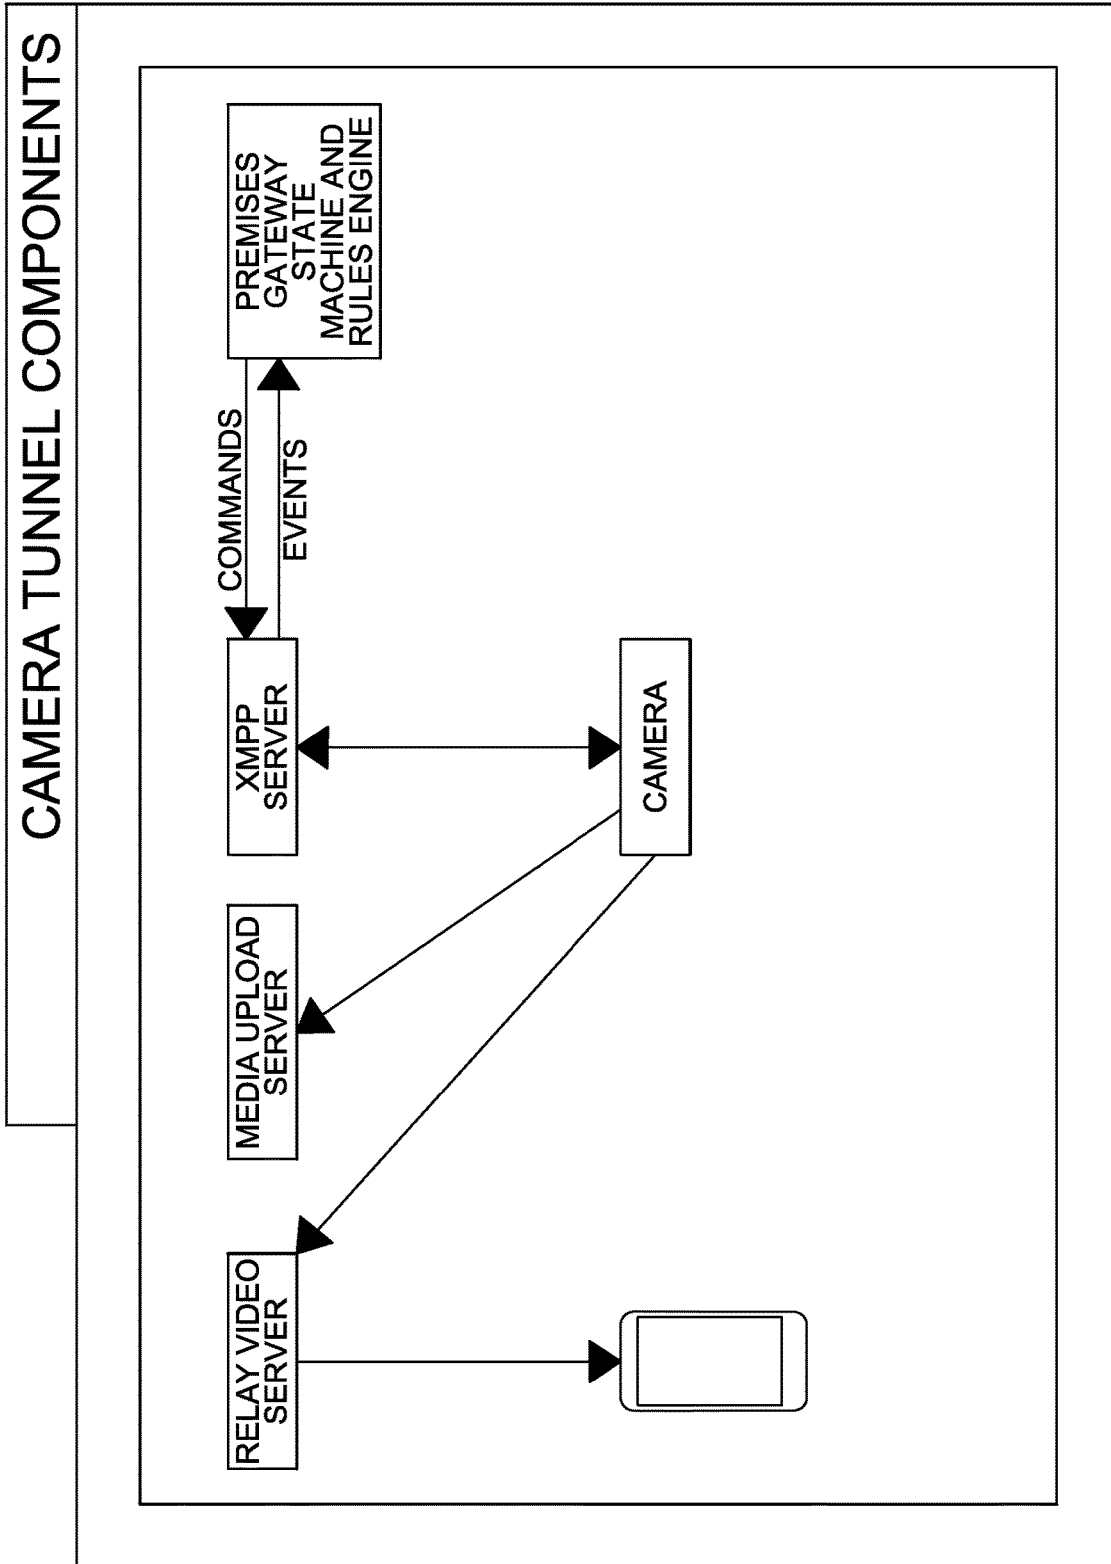 CAMERA TUNNEL COMPONENTS
RELAY VIDEO
SERVER
MEDIA UPLOAD
SERVER
XMPP
SERVER
COMMANDS
EVENTS
PREMISES
GATEWAY
STATE
MACHINE AND
RULES ENGINE
CAMERA